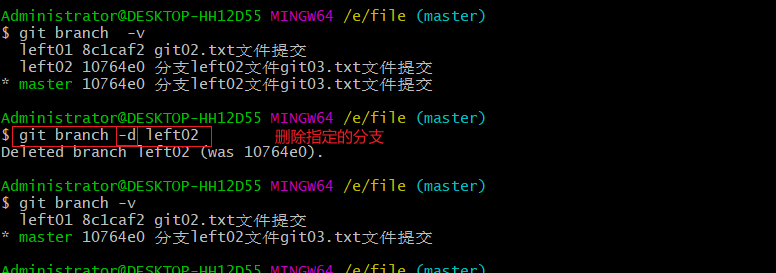 Administrator@DESKTOP-HH12D55 MINGW64 /e/file (master)
$ git branch  -v
  left01 8c1caf2 git02.txt文件提交
  left02 10764e0 分支left02文件git03.txt文件提交
* master 10764e0 分支left02文件git03.txt文件提交
Administrator@DESKTOP-HH12D55 MINGW64 /e/file (master)
$ git branch -d left02 删除指定的分支
Deleted branch left02 (was 10764e0).
Administrator@DESKTOP-HH12D55 MINGW64 /e/file (master)
$ git branch -v
  left01 8c1caf2 git02.txt文件提交
* master 10764e0 分支left02文件git03.txt文件提交
Administrator@DESKTOP-HH12D55 MINGW64 /e/file (master)